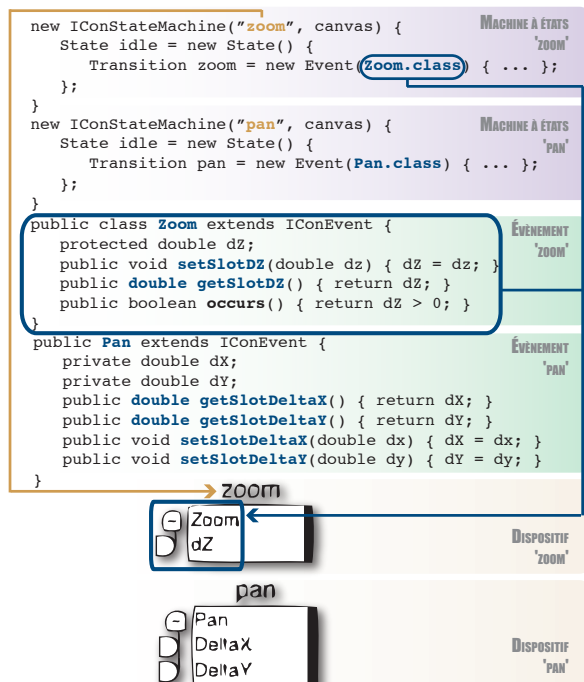 new IConStateMachine("zoom", canvas) { MACHINE À ÉTATS
State idle = new State() { 'ZOOM'
Transition zoom = new Event(Zoom.class) { ... };
};
}
new IConStateMachine("pan", canvas) { MACHINE À ÉTATS
State idle = new State() { 'PAN'
Transition pan = new Event(Pan.class) { ... };
};
}
public class Zoom extends IConEvent { ÉVÈNEMENT
protected double dZ; 'ZOOM'
public void setSlotDZ(double dz) { dZ = dz; }
public double getSlotDZ() { return dZ; }
public boolean occurs() { return dZ > 0; }
}
public Pan extends IConEvent { ÉVÈNEMENT
private double dX; 'PAN'
private double dY;
public double getSlotDeltaX() { return dX; }
public double getSlotDeltaY() { return dY; }
public void setSlotDeltaX(double dx) { dX = dx; }
public void setSlotDeltaY(double dy) { dY = dy; }
}
zoom
Zoom
dZ
DISPOSITIF
'ZOOM'
pan
Pan
DeltaX
DeltaY
DISPOSITIF
'PAN'